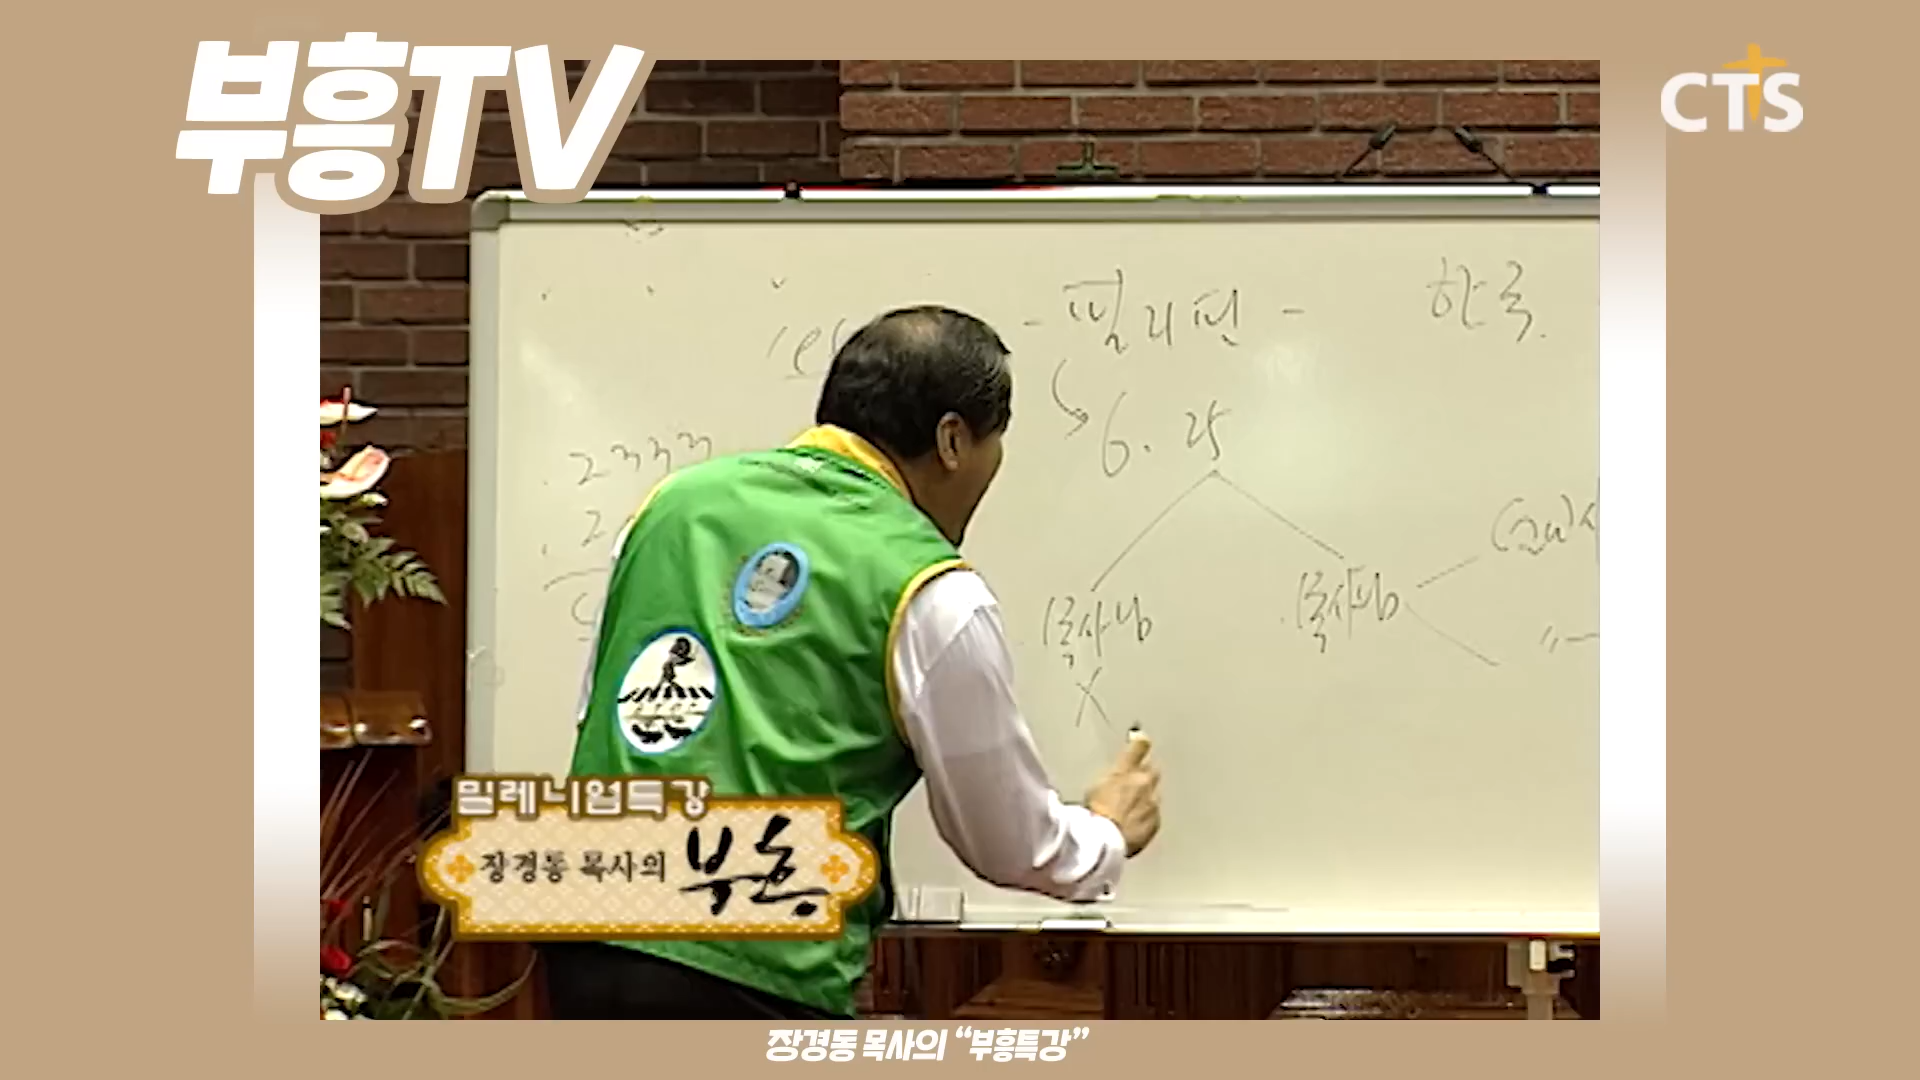 부흥TV
CTS
- 필리핀 -
한국.
6. 25
.2333
.2
목사님
.목사님
X
밀레니엄특강
장경동 목사의 부흥
장경동 목사의 “부흥특강”